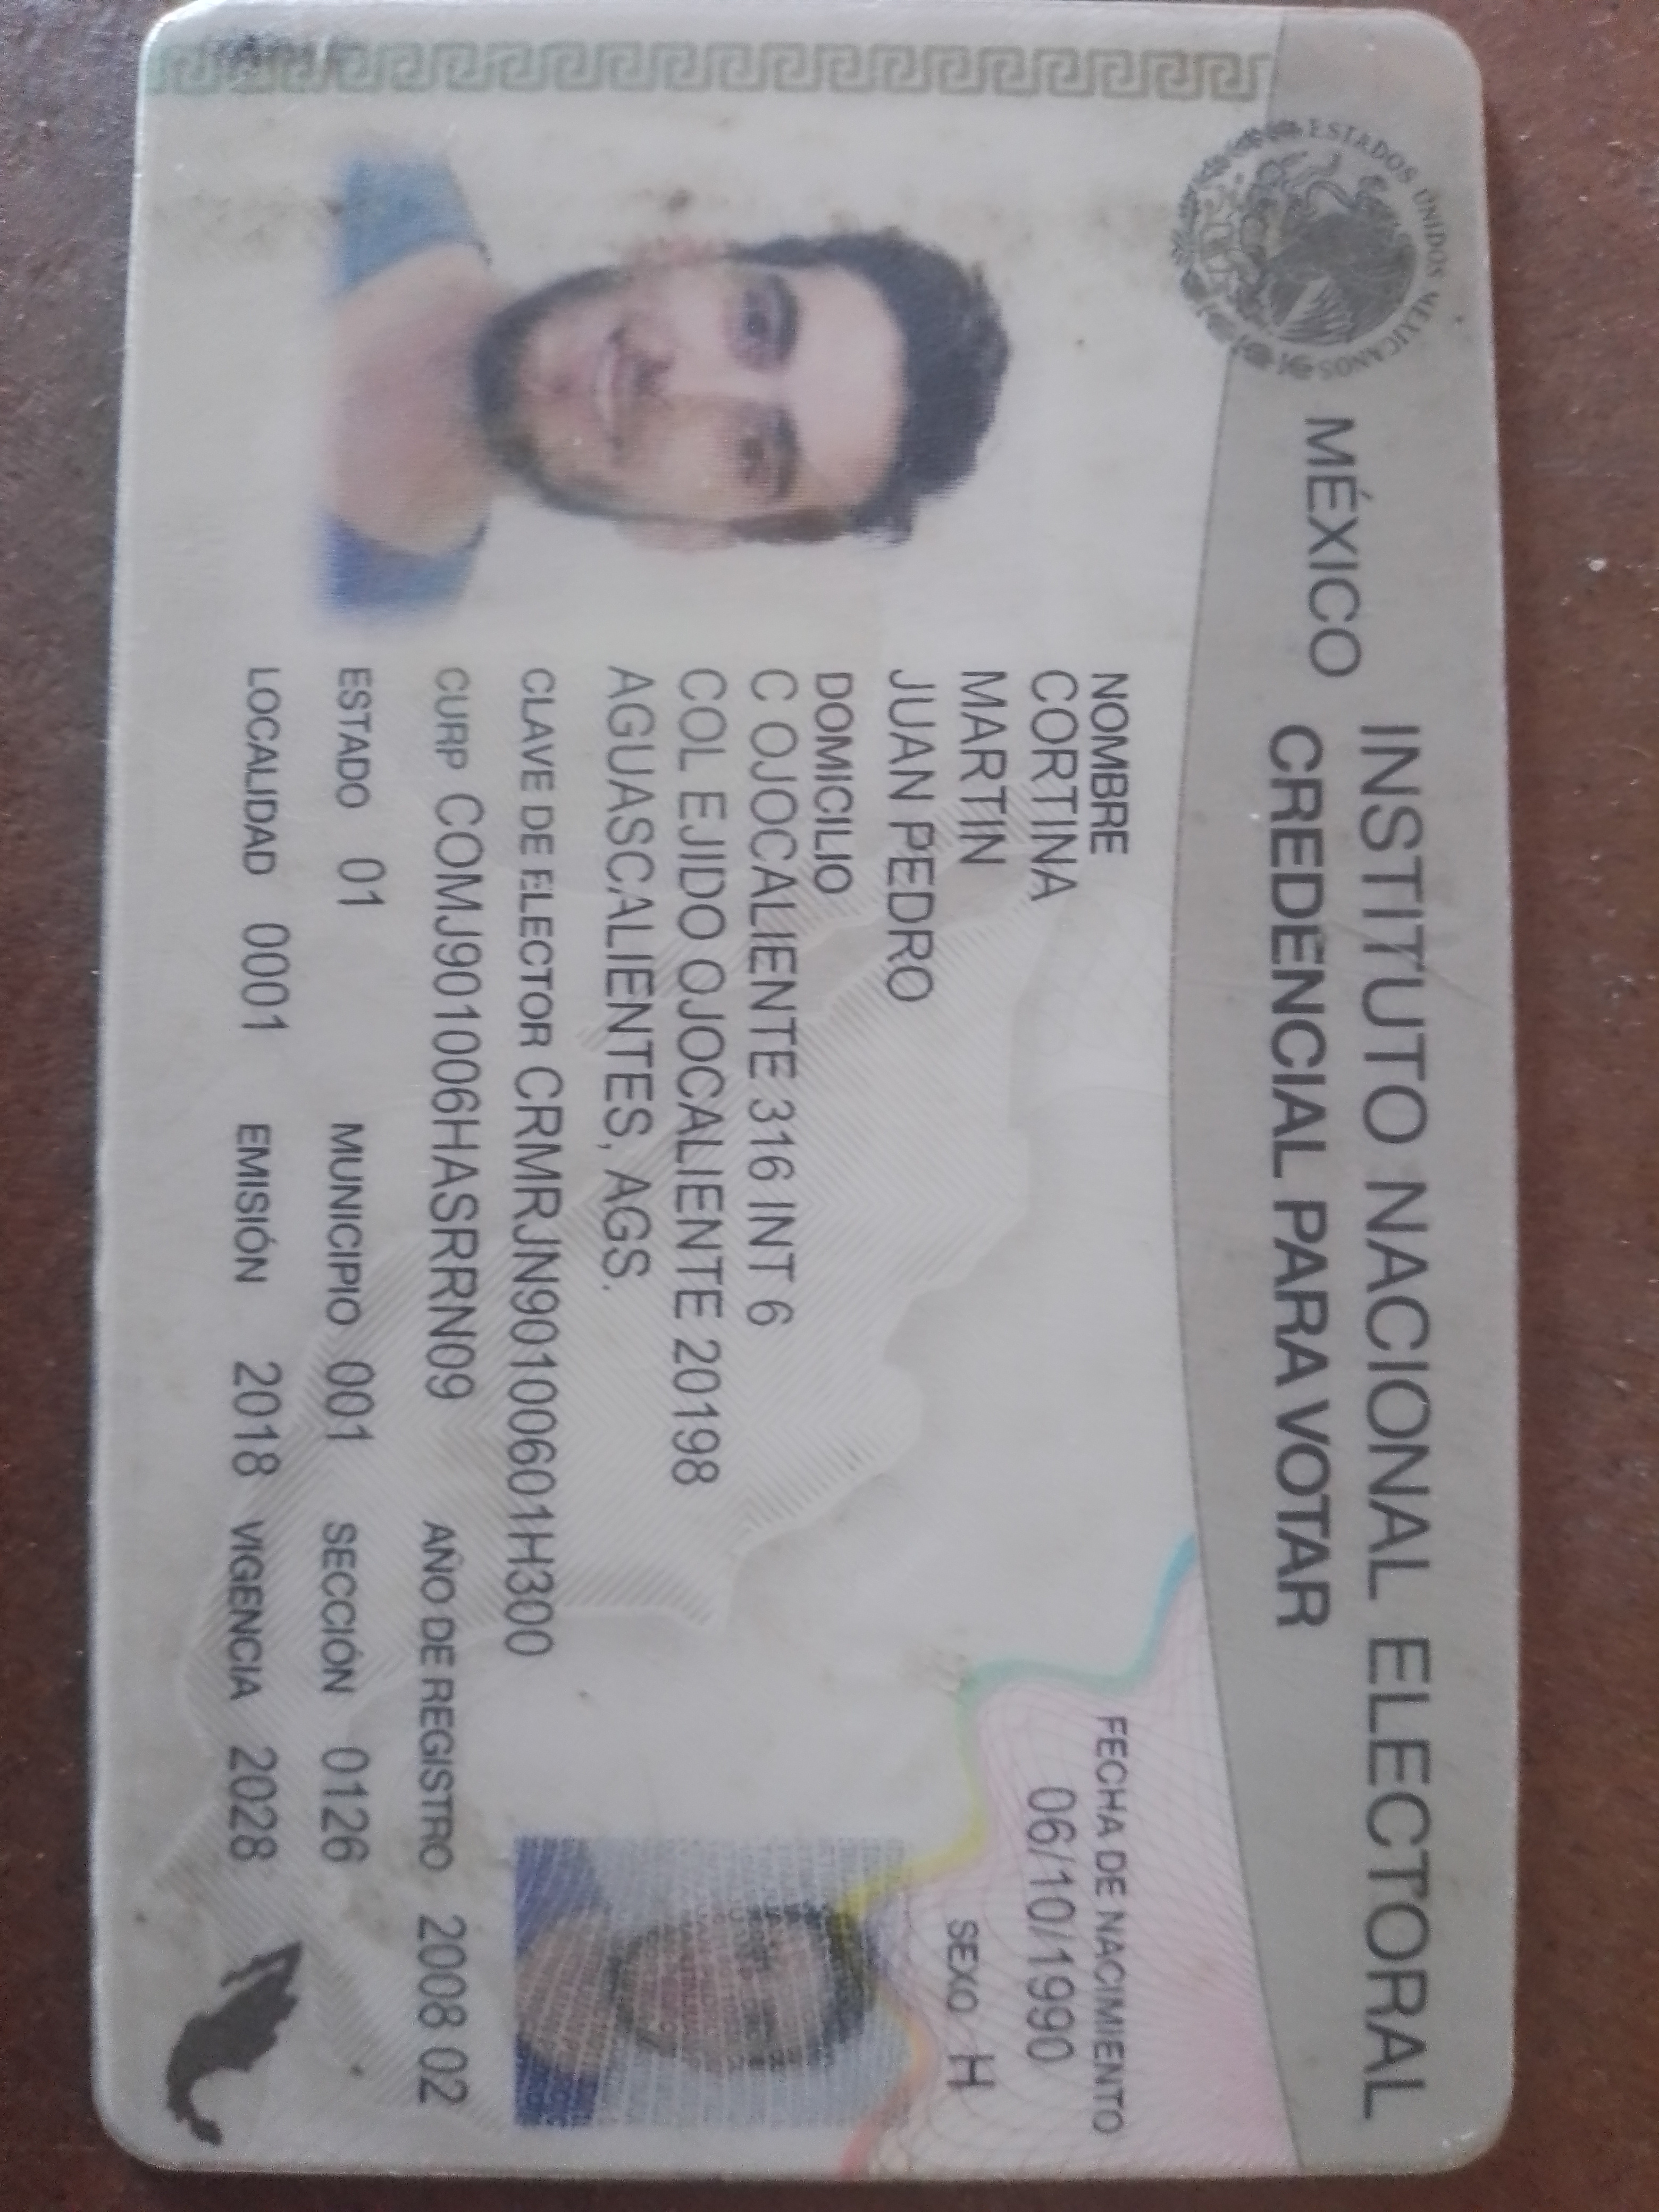 ESTADOS UNIDOS MEXICANOS
MÉXICO INSTITUTO NACIONAL ELECTORAL
CREDENCIAL PARA VOTAR
NOMBRE
CORTINA
MARTIN
JUAN PEDRO
FECHA DE NACIMIENTO
06/10/1990
SEXO H
DOMICILIO
C OJOCALIENTE 316 INT 6
COL EJIDO OJOCALIENTE 20198
AGUASCALIENTES, AGS.
CLAVE DE ELECTOR CRMRJN90100601H300
CURP COMJ901006HASRRN09 AÑO DE REGISTRO 2008 02
ESTADO 01 MUNICIPIO 001 SECCIÓN 0126
LOCALIDAD 0001 EMISIÓN 2018 VIGENCIA 2028